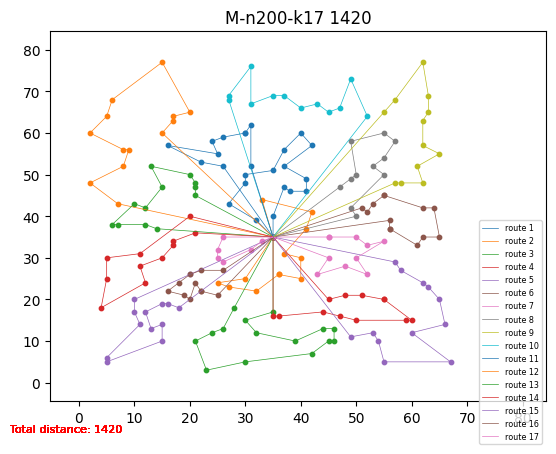 M-n200-k17 1420
80
70
60
50
40
30
20
10
0
0
10
20
30
40
50
60
70
80
route 1
route 2
route 3
route 4
route 5
route 6
route 7
route 8
route 9
route 10
route 11
route 12
route 13
route 14
route 15
route 16
route 17
Total distance: 1420